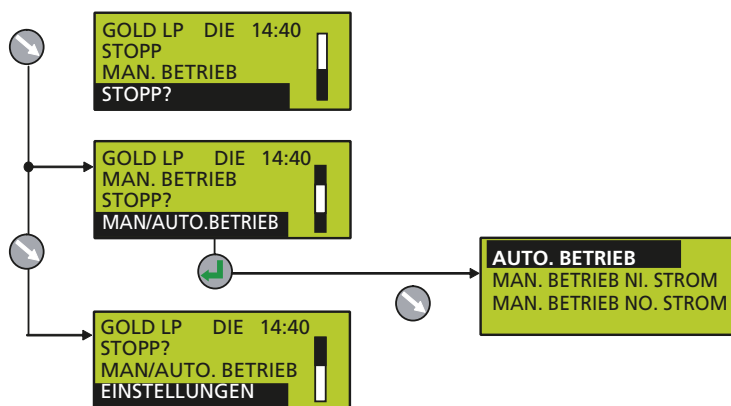 GOLD LP DIE 14:40
STOPP
MAN. BETRIEB
STOPP?
GOLD LP DIE 14:40
MAN. BETRIEB
STOPP?
MAN/AUTO.BETRIEB
AUTO. BETRIEB
MAN. BETRIEB NI. STROM
MAN. BETRIEB NO. STROM
GOLD LP DIE 14:40
STOPP?
MAN/AUTO. BETRIEB
EINSTELLUNGEN